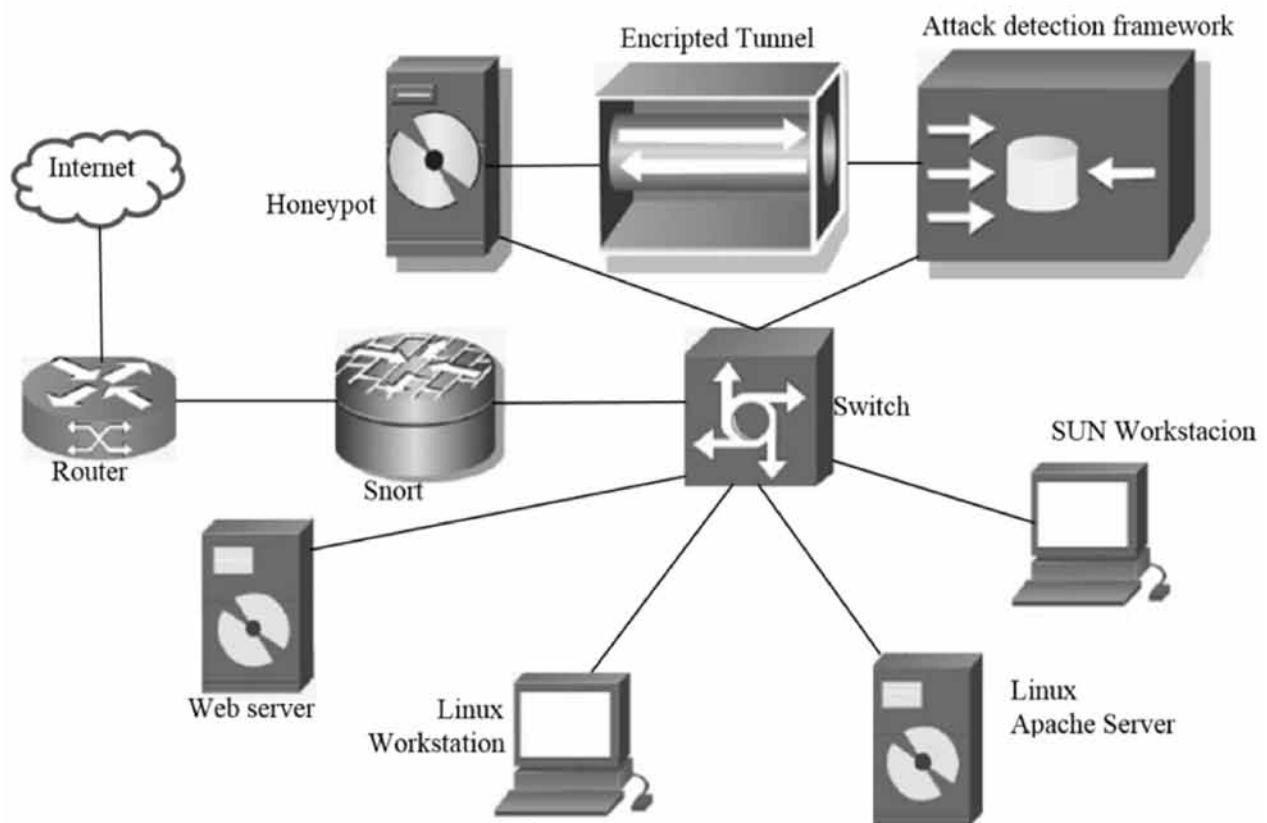 Attack detection framework
Encripted Tunnel
Internet
Honeypot
Switch
SUN Workstacion
Router
Snort
Web server
Linux
Workstation
Linux
Apache Server